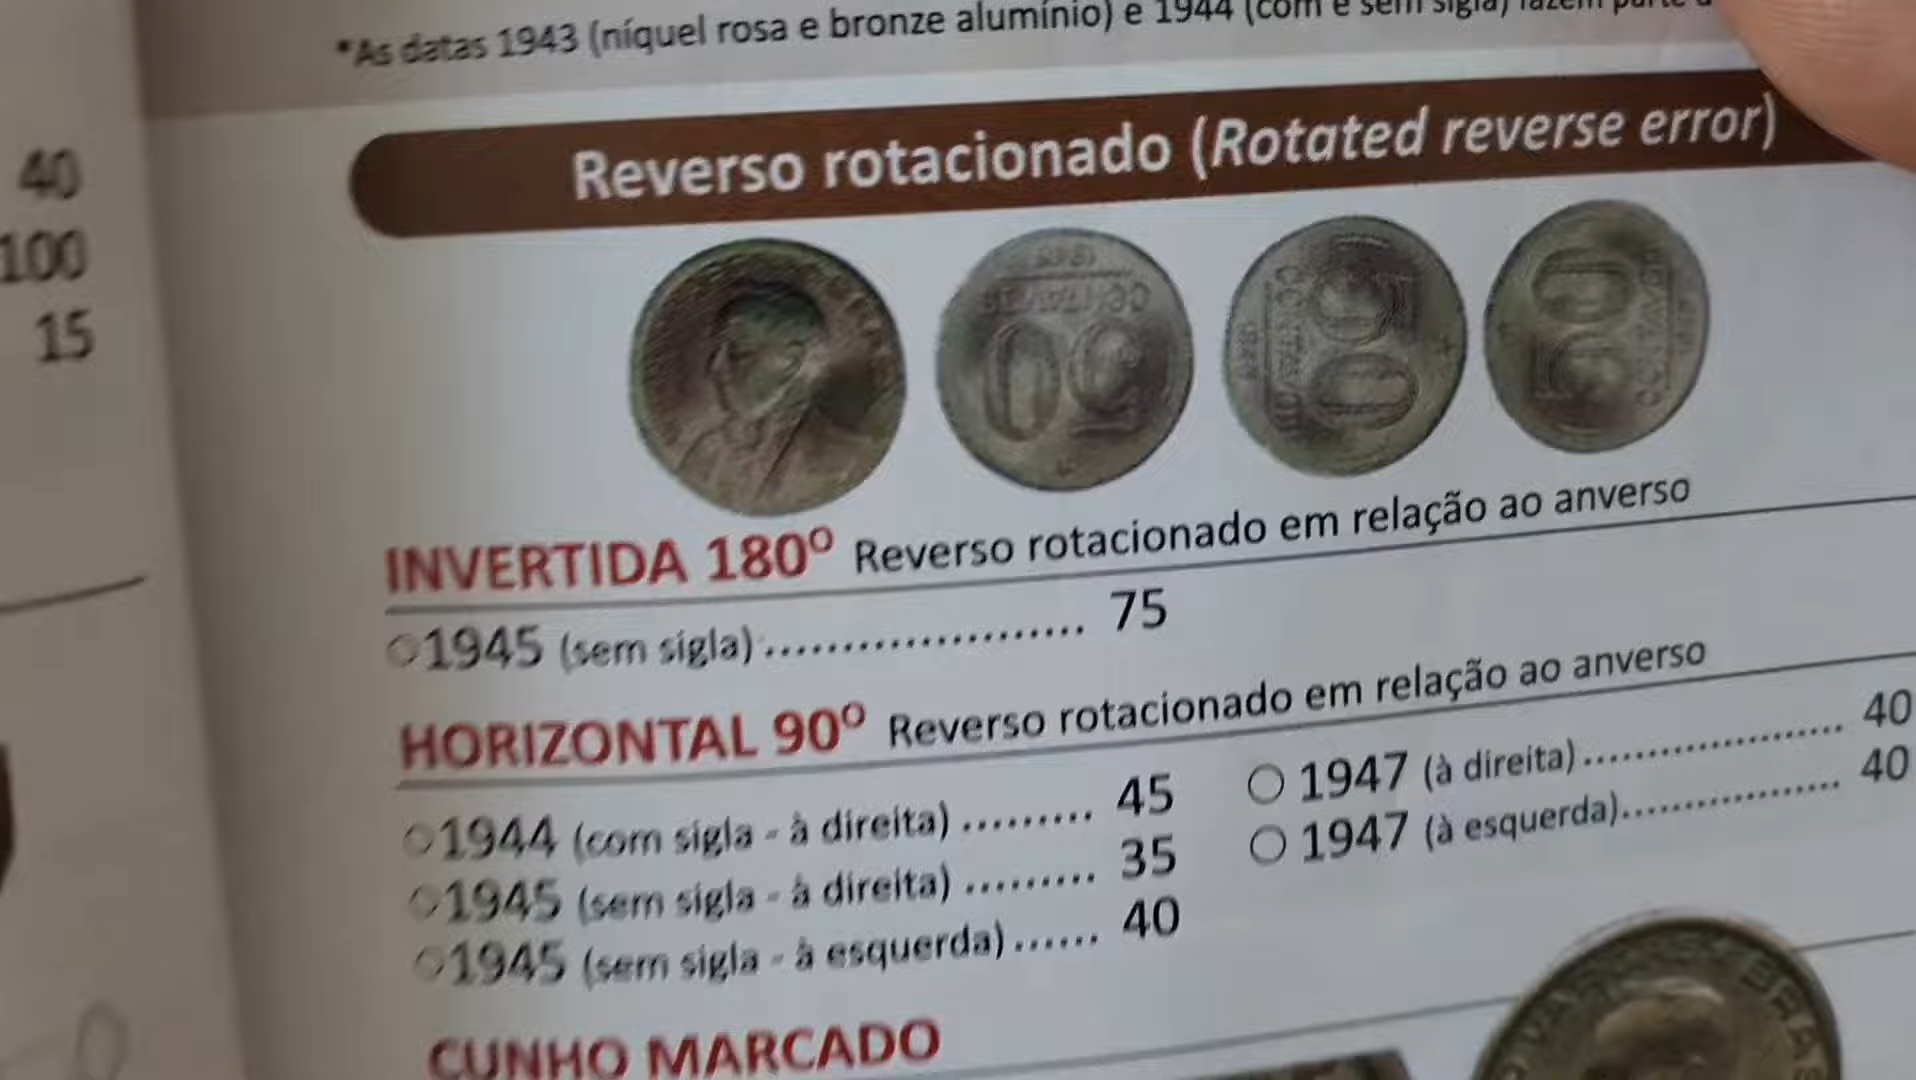 *As datas 1943 (níquel rosa e bronze alumínio) e 1944 (com e sem sigla) fazem parte
40
100
15
Reverso rotacionado (Rotated reverse error)
INVERTIDA 180º Reverso rotacionado em relação ao anverso
1945 (sem sigla)..................... 75
HORIZONTAL 90º Reverso rotacionado em relação ao anverso
1944 (com sigla - à direita) ......... 45
1945 (sem sigla - à direita) ......... 35
1945 (sem sigla - à esquerda)...... 40
1947 (à direita)..................... 40
1947 (à esquerda).................. 40
CUNHO MARCADO